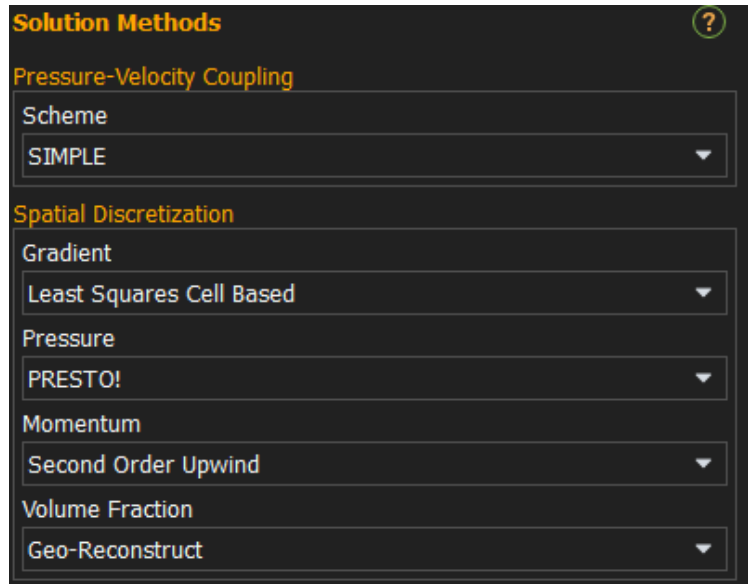 Solution Methods
?
Pressure-Velocity Coupling
Scheme
SIMPLE
Spatial Discretization
Gradient
Least Squares Cell Based
Pressure
PRESTO!
Momentum
Second Order Upwind
Volume Fraction
Geo-Reconstruct